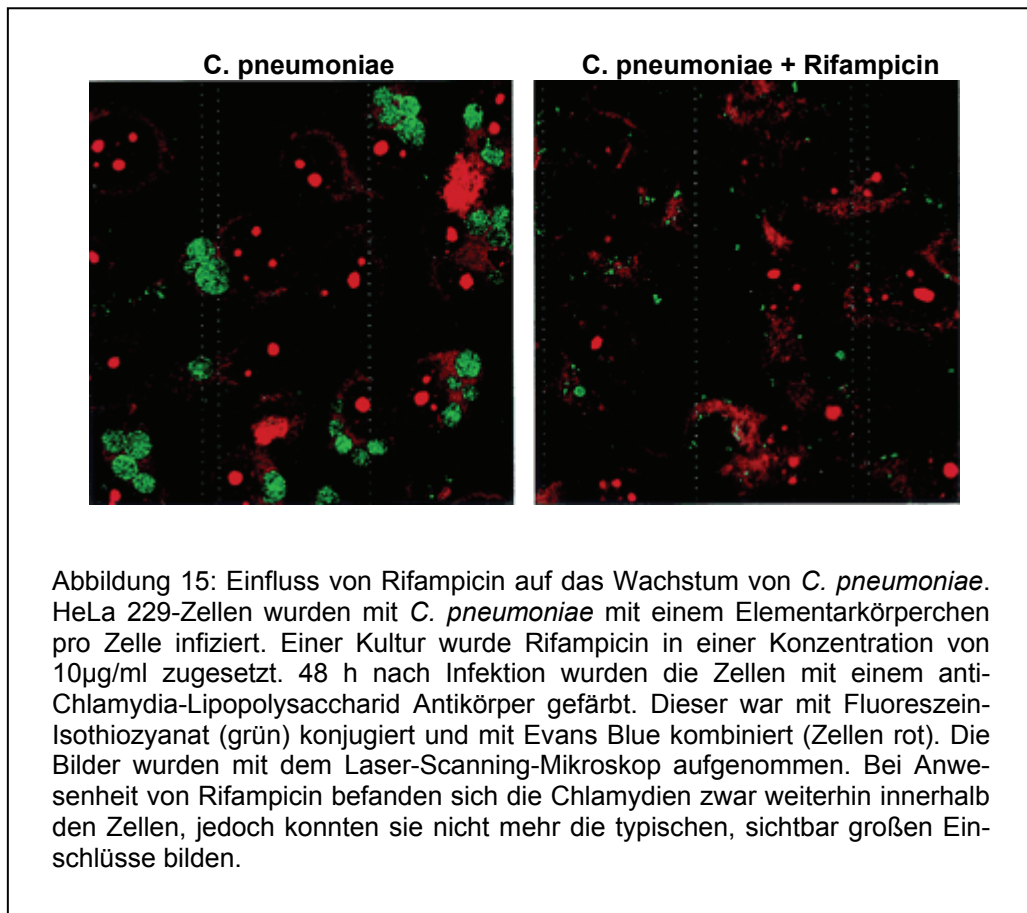 C. pneumoniae
C. pneumoniae + Rifampicin
Abbildung 15: Einfluss von Rifampicin auf das Wachstum von C. pneumoniae.
HeLa 229-Zellen wurden mit C. pneumoniae mit einem Elementarkörperchen
pro Zelle infiziert. Einer Kultur wurde Rifampicin in einer Konzentration von
10µg/ml zugesetzt. 48 h nach Infektion wurden die Zellen mit einem anti-
Chlamydia-Lipopolysaccharid Antikörper gefärbt. Dieser war mit Fluoreszein-
Isothiozyanat (grün) konjugiert und mit Evans Blue kombiniert (Zellen rot). Die
Bilder wurden mit dem Laser-Scanning-Mikroskop aufgenommen. Bei Anwe-
senheit von Rifampicin befanden sich die Chlamydien zwar weiterhin innerhalb
den Zellen, jedoch konnten sie nicht mehr die typischen, sichtbar großen Ein-
schlüsse bilden.